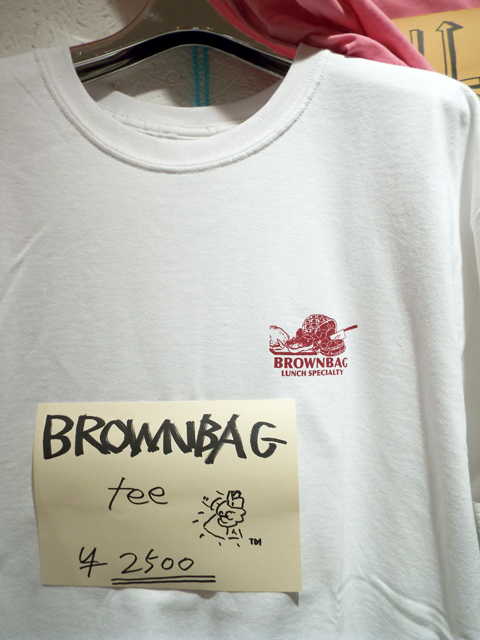 BROWNBAG
LUNCH SPECIALTY
BROWNBAG
tee
TM
¥ 2500